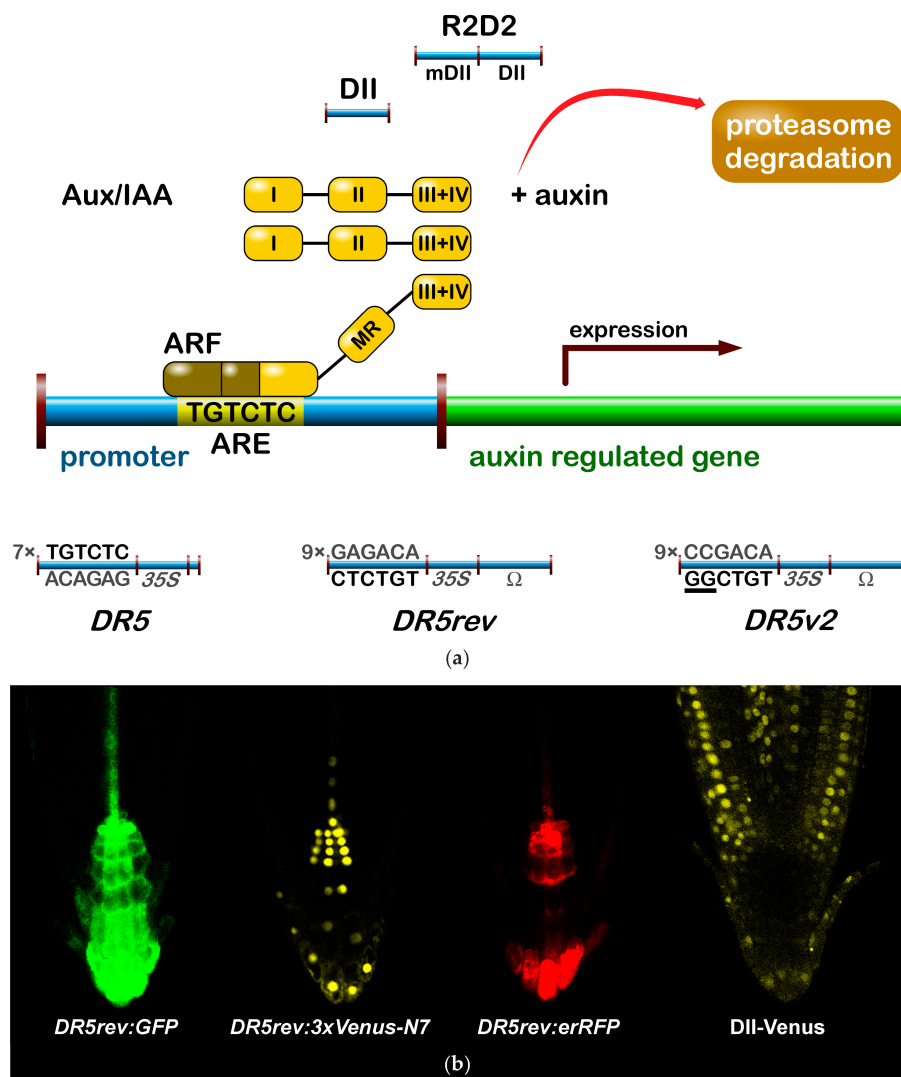 R2D2
mDII DII
DII
proteasome
degradation
Aux/IAA I II III+IV + auxin
I II III+IV
III+IV
MR
ARF
expression
TGTCTC
ARE
promoter auxin regulated gene
7× TGTCTC
ACAGAG 35S
DR5
9× GAGACA
CTCTGT 35S Ω
DR5rev
9× CCGACA
GGCTGT 35S Ω
DR5v2
(a)
DR5rev:GFP DR5rev:3xVenus-N7 DR5rev:erRFP DII-Venus
(b)